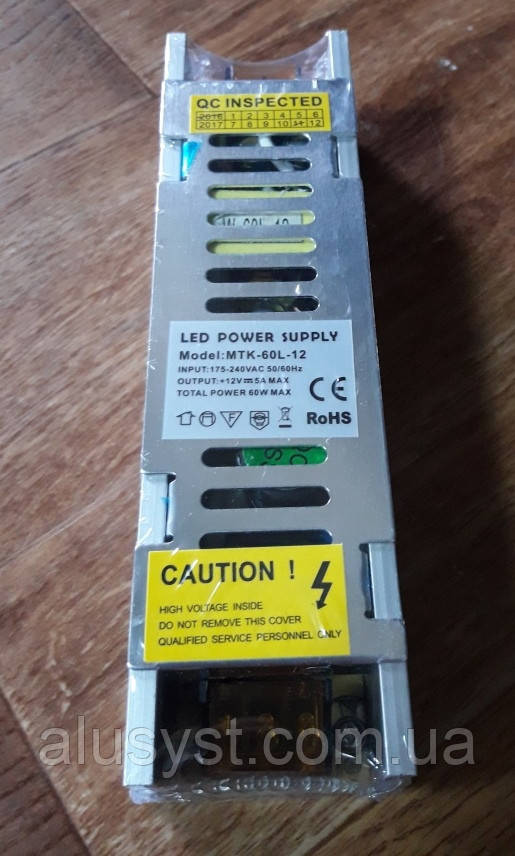 QC INSPECTED
2016 1 2 3 4 5 6
2017 7 8 9 10 11 12
LED POWER SUPPLY
Model:MTK-60L-12
INPUT:175-240VAC 50/60Hz
OUTPUT:+12V⎓5A MAX
TOTAL POWER 60W MAX
CE
F
RoHS
CAUTION !
HIGH VOLTAGE INSIDE
DO NOT REMOVE THIS COVER
QUALIFIED SERVICE PERSONNEL ONLY
alusyst.com.ua